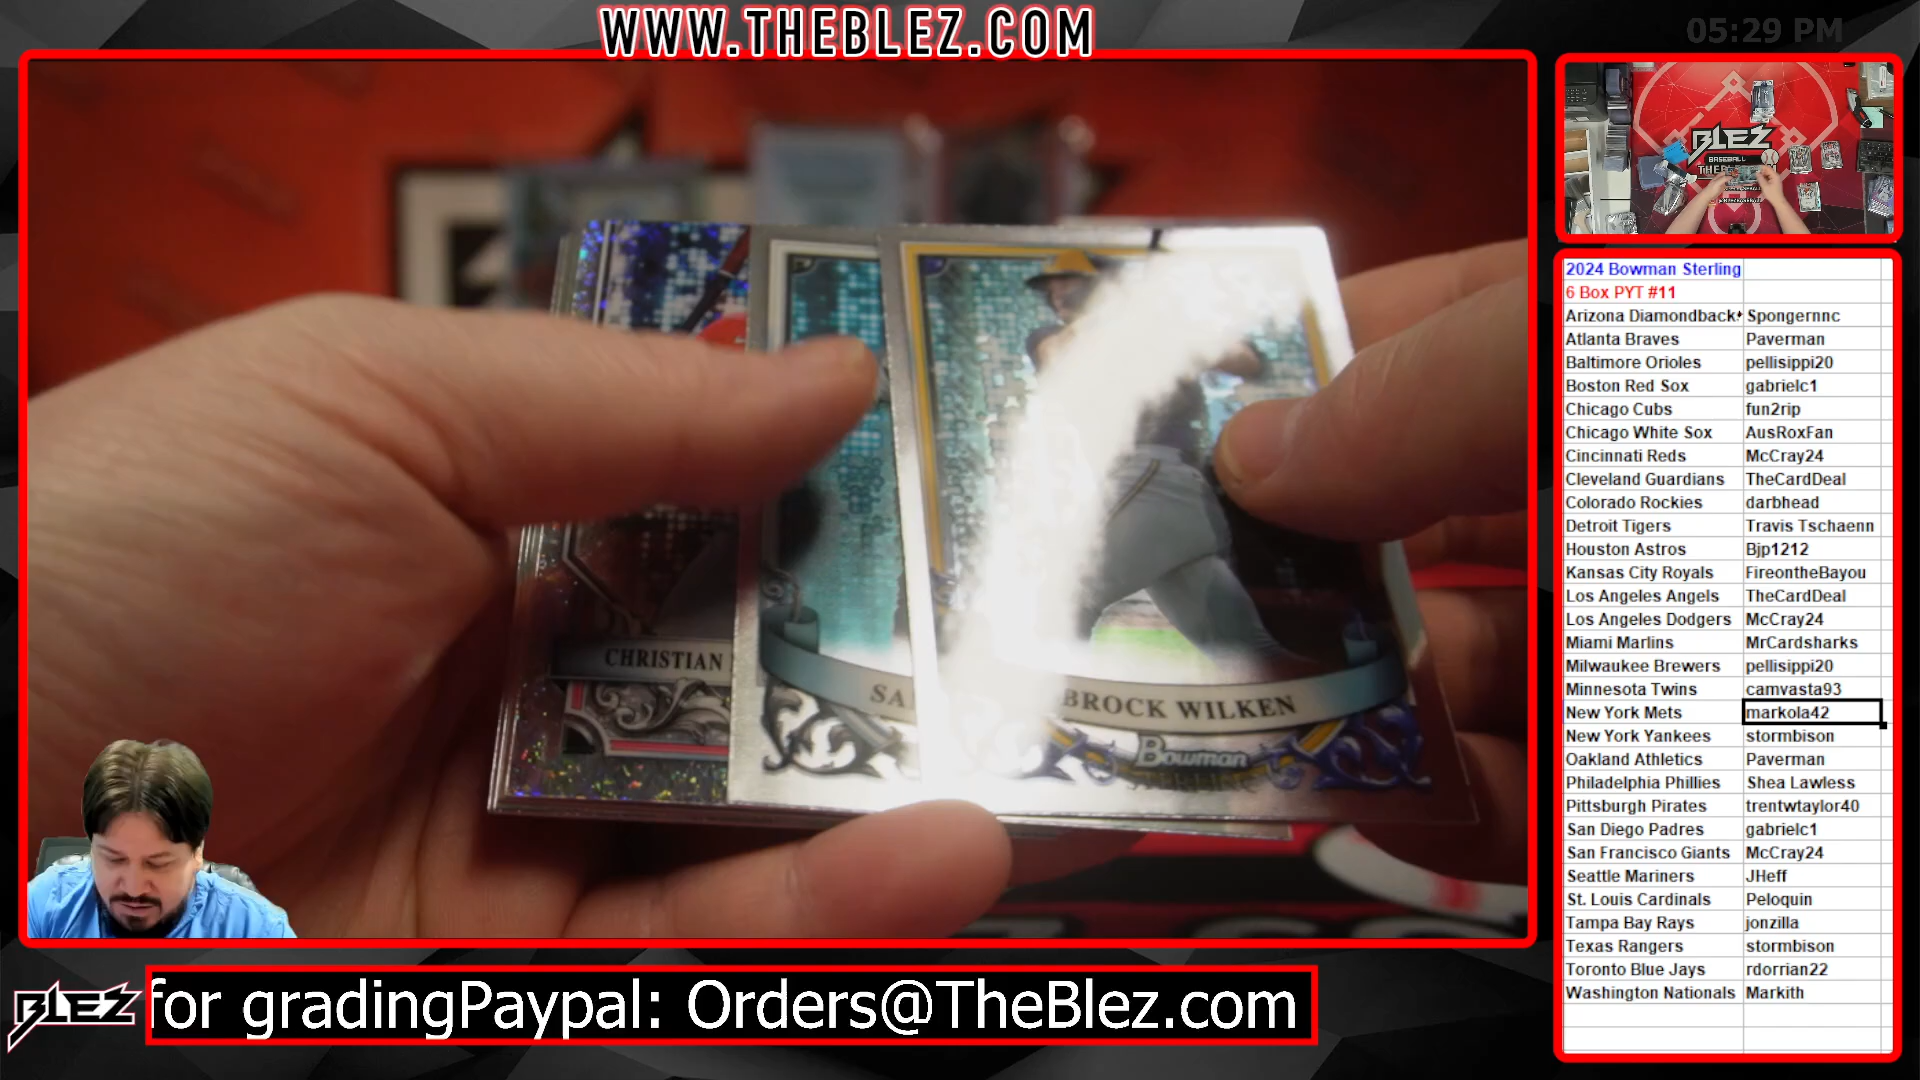 WWW.THEBLEZ.COM
05:29 PM
BLEZ
BASEBALL
CHRISTIAN
SA
BROCK WILKEN
Bowman
STERLING
2024 Bowman Sterling
6 Box PYT #11
Arizona Diamondback Spongernnc
Atlanta Braves Paverman
Baltimore Orioles pellisippi20
Boston Red Sox gabrielc1
Chicago Cubs fun2rip
Chicago White Sox AusRoxFan
Cincinnati Reds McCray24
Cleveland Guardians TheCardDeal
Colorado Rockies darbhead
Detroit Tigers Travis Tschaenn
Houston Astros Bjp1212
Kansas City Royals FireontheBayou
Los Angeles Angels TheCardDeal
Los Angeles Dodgers McCray24
Miami Marlins MrCardsharks
Milwaukee Brewers pellisippi20
Minnesota Twins camvasta93
New York Mets markola42
New York Yankees stormbison
Oakland Athletics Paverman
Philadelphia Phillies Shea Lawless
Pittsburgh Pirates trentwtaylor40
San Diego Padres gabrielc1
San Francisco Giants McCray24
Seattle Mariners JHeff
St. Louis Cardinals Peloquin
Tampa Bay Rays jonzilla
Texas Rangers stormbison
Toronto Blue Jays rdorrian22
Washington Nationals Markith
BLEZ
for gradingPaypal: Orders@TheBlez.com